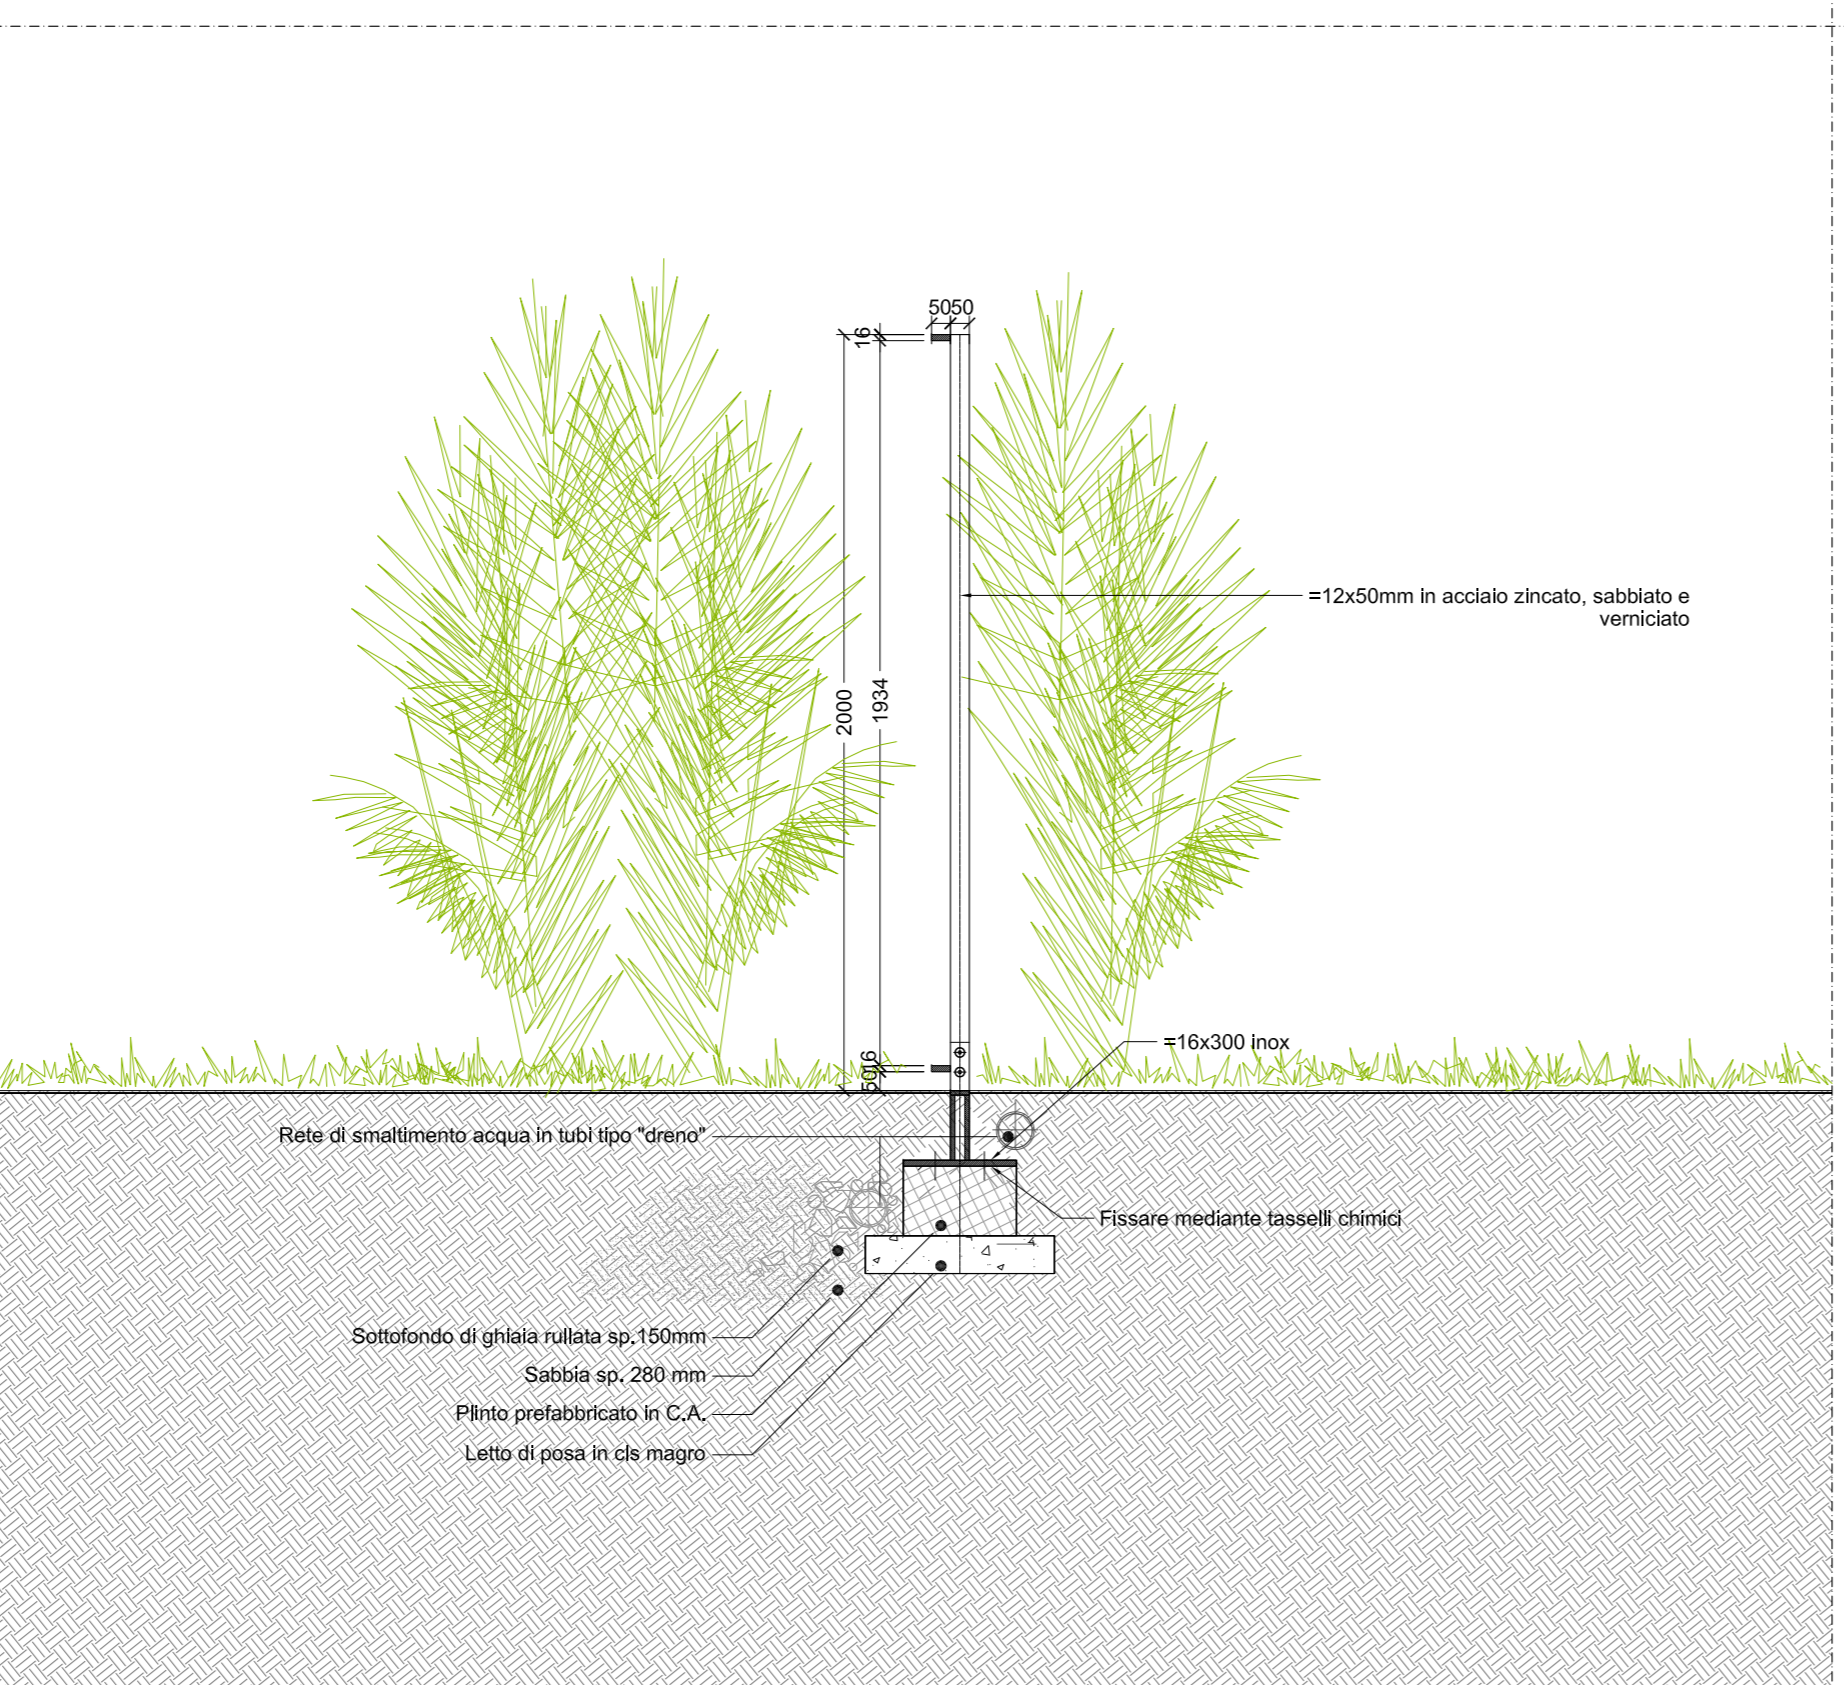 5050
16
2000
1934
=12x50mm in acciaio zincato, sabbiato e
verniciato
=16x300 inox
5016
Rete di smaltimento acqua in tubi tipo "dreno"
Fissare mediante tasselli chimici
Sottofondo di ghiaia rullata sp.150mm
Sabbia sp. 280 mm
Plinto prefabbricato in C.A.
Letto di posa in cls magro